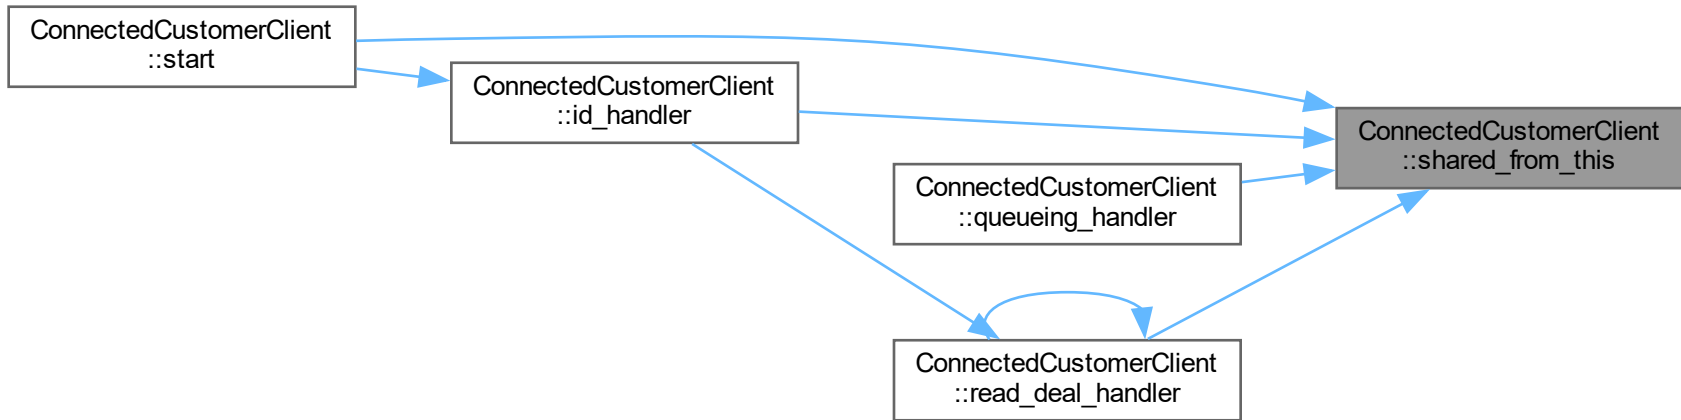 ConnectedCustomerClient
::start
ConnectedCustomerClient
::id_handler
ConnectedCustomerClient
::shared_from_this
ConnectedCustomerClient
::queueing_handler
ConnectedCustomerClient
::read_deal_handler